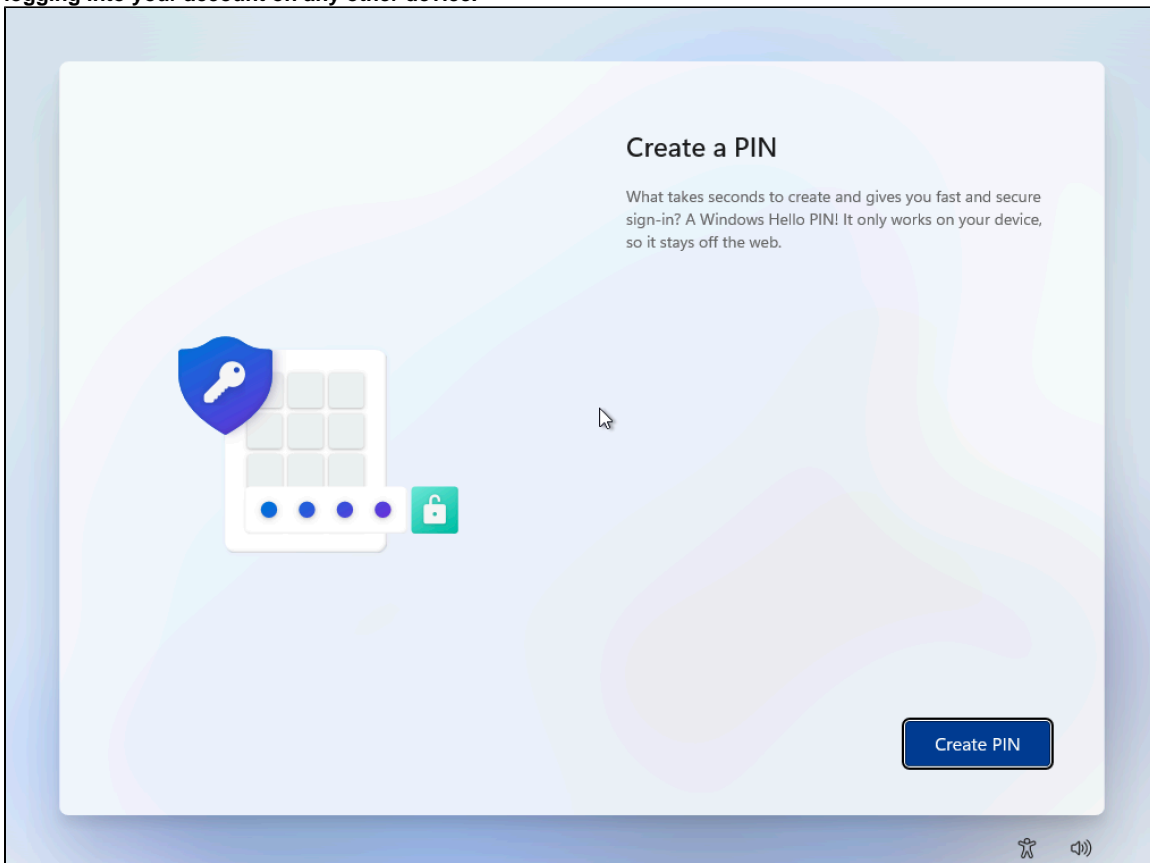 logging into your account on any other device.
Create a PIN
What takes seconds to create and gives you fast and secure
sign-in? A Windows Hello PIN! It only works on your device,
so it stays off the web.
Create PIN